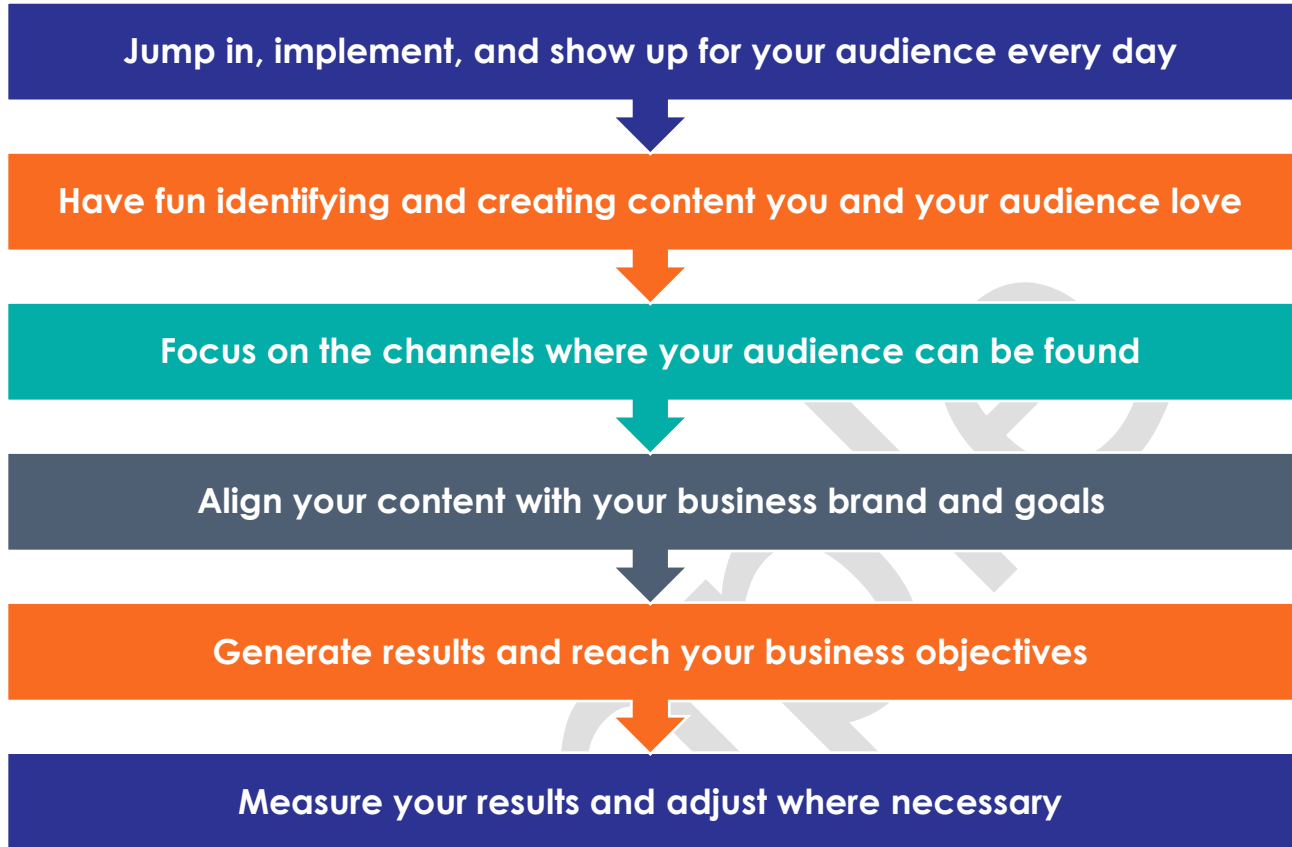 Jump in, implement, and show up for your audience every day
Have fun identifying and creating content you and your audience love
Focus on the channels where your audience can be found
Align your content with your business brand and goals
Generate results and reach your business objectives
Measure your results and adjust where necessary